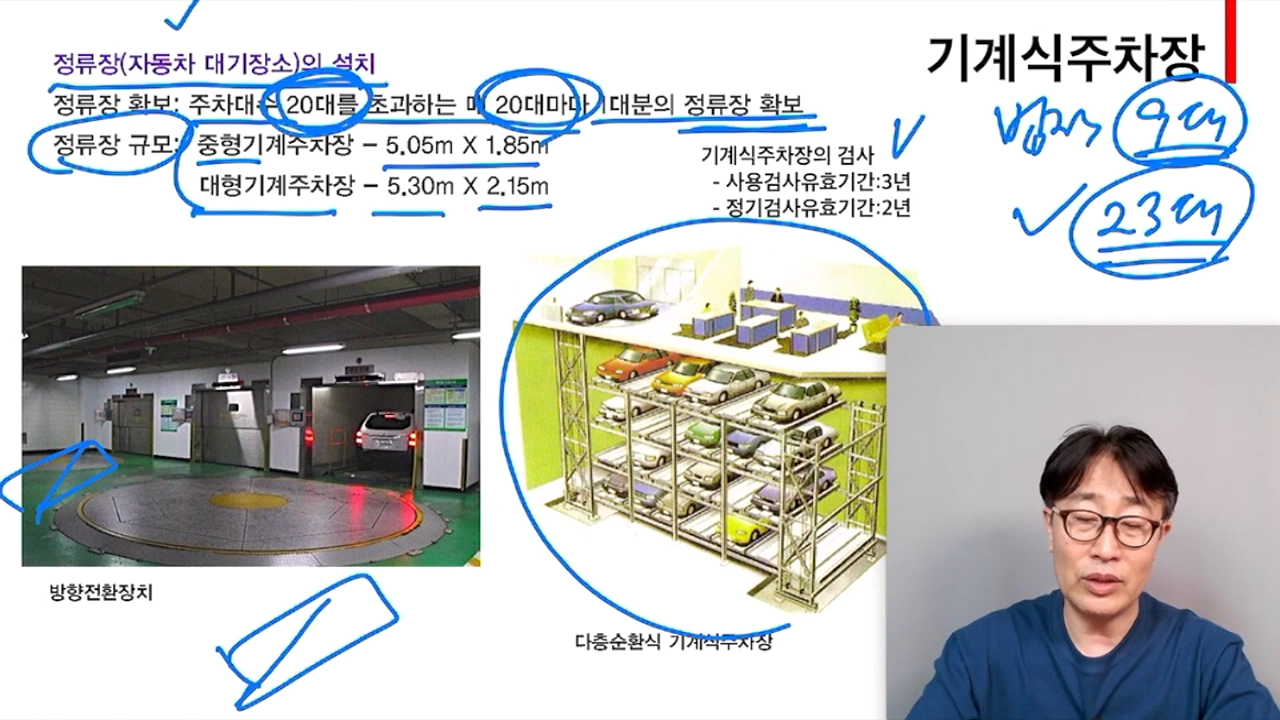 기계식주차장
정류장(자동차 대기장소)의 설치
정류장 확보: 주차대수 20대를 초과하는 매 20대마다 1대분의 정류장 확보
정류장 규모: 중형기계주차장 – 5.05m X 1.85m
대형기계주차장 – 5.30m X 2.15m
기계식주차장의 검사
- 사용검사유효기간:3년
- 정기검사유효기간:2년
9대
23대
방향전환장치
다층순환식 기계식주차장